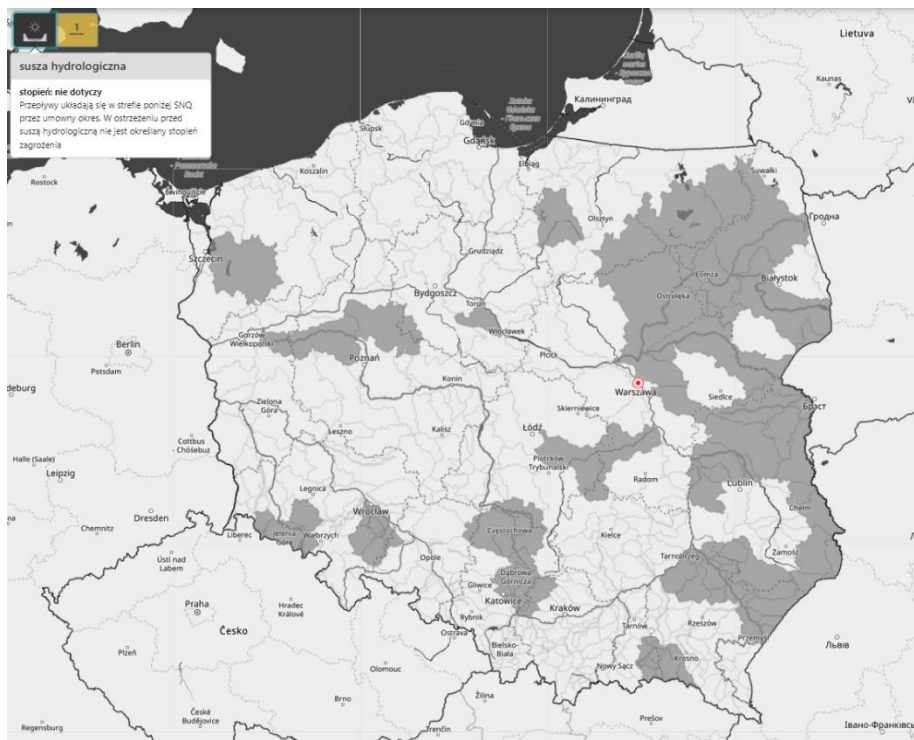 1
susza hydrologiczna
stopień: nie dotyczy
Przepływy układają się w strefie poniżej SNQ
przez umowny okres. W ostrzeżeniu przed
suszą hydrologiczną nie jest określany stopień
zagrożenia
Lietuva
Kaunas
Калининград
Słupsk
Gdynia
Gdańsk
Zatoka
Gdańska
Koszalin
Elbląg
Suwałki
Rostock
Świnoujście
Гродна
Olsztyn
Szczecin
Grudziądz
Łomża
Białystok
Ostrołęka
Bydgoszcz
Toruń
Włocławek
Gorzów
Wielkopolski
Berlin
Płock
Poznań
Potsdam
Konin
Warszawa
Siedlce
Брэст
Skierniewice
Zielona
Góra
Łódź
Leszno
Kalisz
Cottbus
- Chóśebuz
Halle (Saale)
Piotrków
Trybunalski
Radom
Leipzig
Lublin
Legnica
Wrocław
Chełm
Dresden
Chemnitz
Liberec
Jelenia
Góra
Wałbrzych
Częstochowa
Kielce
Zamość
Opole
Tarnobrzeg
Ústí nad
Labem
Dąbrowa
Górnicza
Gliwice
Katowice
Praha
Hradec
Králové
Kraków
Rybnik
Tarnów
Rzeszów
Česko
Ostrava
Bielsko-
Biała
Przemyśl
Львів
Plzeň
Nowy Sącz
Krosno
Olomouc
Žilina
Brno
České
Budějovice
Prešov
Regensburg
Trenčín
Івано-Франківсь